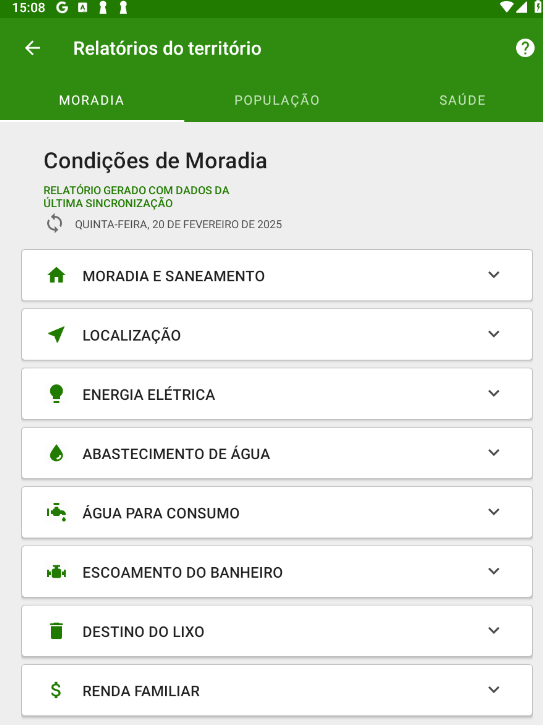 15:08
Relatórios do território
MORADIA
POPULAÇÃO
SAÚDE
Condições de Moradia
RELATÓRIO GERADO COM DADOS DA
ÚLTIMA SINCRONIZAÇÃO
QUINTA-FEIRA, 20 DE FEVEREIRO DE 2025
MORADIA E SANEAMENTO
LOCALIZAÇÃO
ENERGIA ELÉTRICA
ABASTECIMENTO DE ÁGUA
ÁGUA PARA CONSUMO
ESCOAMENTO DO BANHEIRO
DESTINO DO LIXO
RENDA FAMILIAR